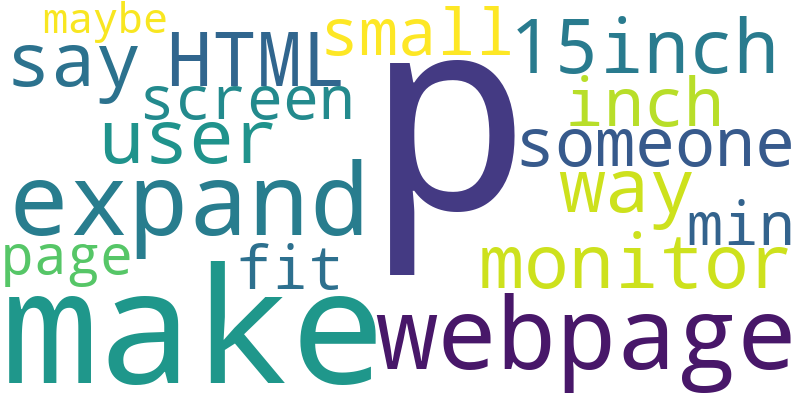 maybe
small
15inch
say HTML
screen
inch
p
user
someone
way
expand
min
page
fit
monitor
make
webpage